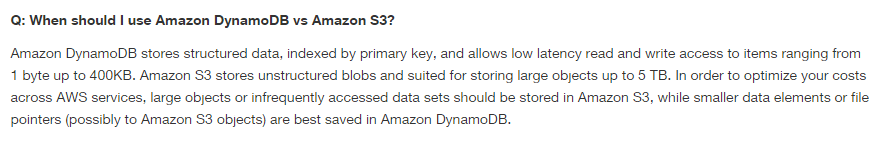 Q: When should I use Amazon DynamoDB vs Amazon S3?
Amazon DynamoDB stores structured data, indexed by primary key, and allows low latency read and write access to items ranging from
1 byte up to 400KB. Amazon S3 stores unstructured blobs and suited for storing large objects up to 5 TB. In order to optimize your costs
across AWS services, large objects or infrequently accessed data sets should be stored in Amazon S3, while smaller data elements or file
pointers (possibly to Amazon S3 objects) are best saved in Amazon DynamoDB.